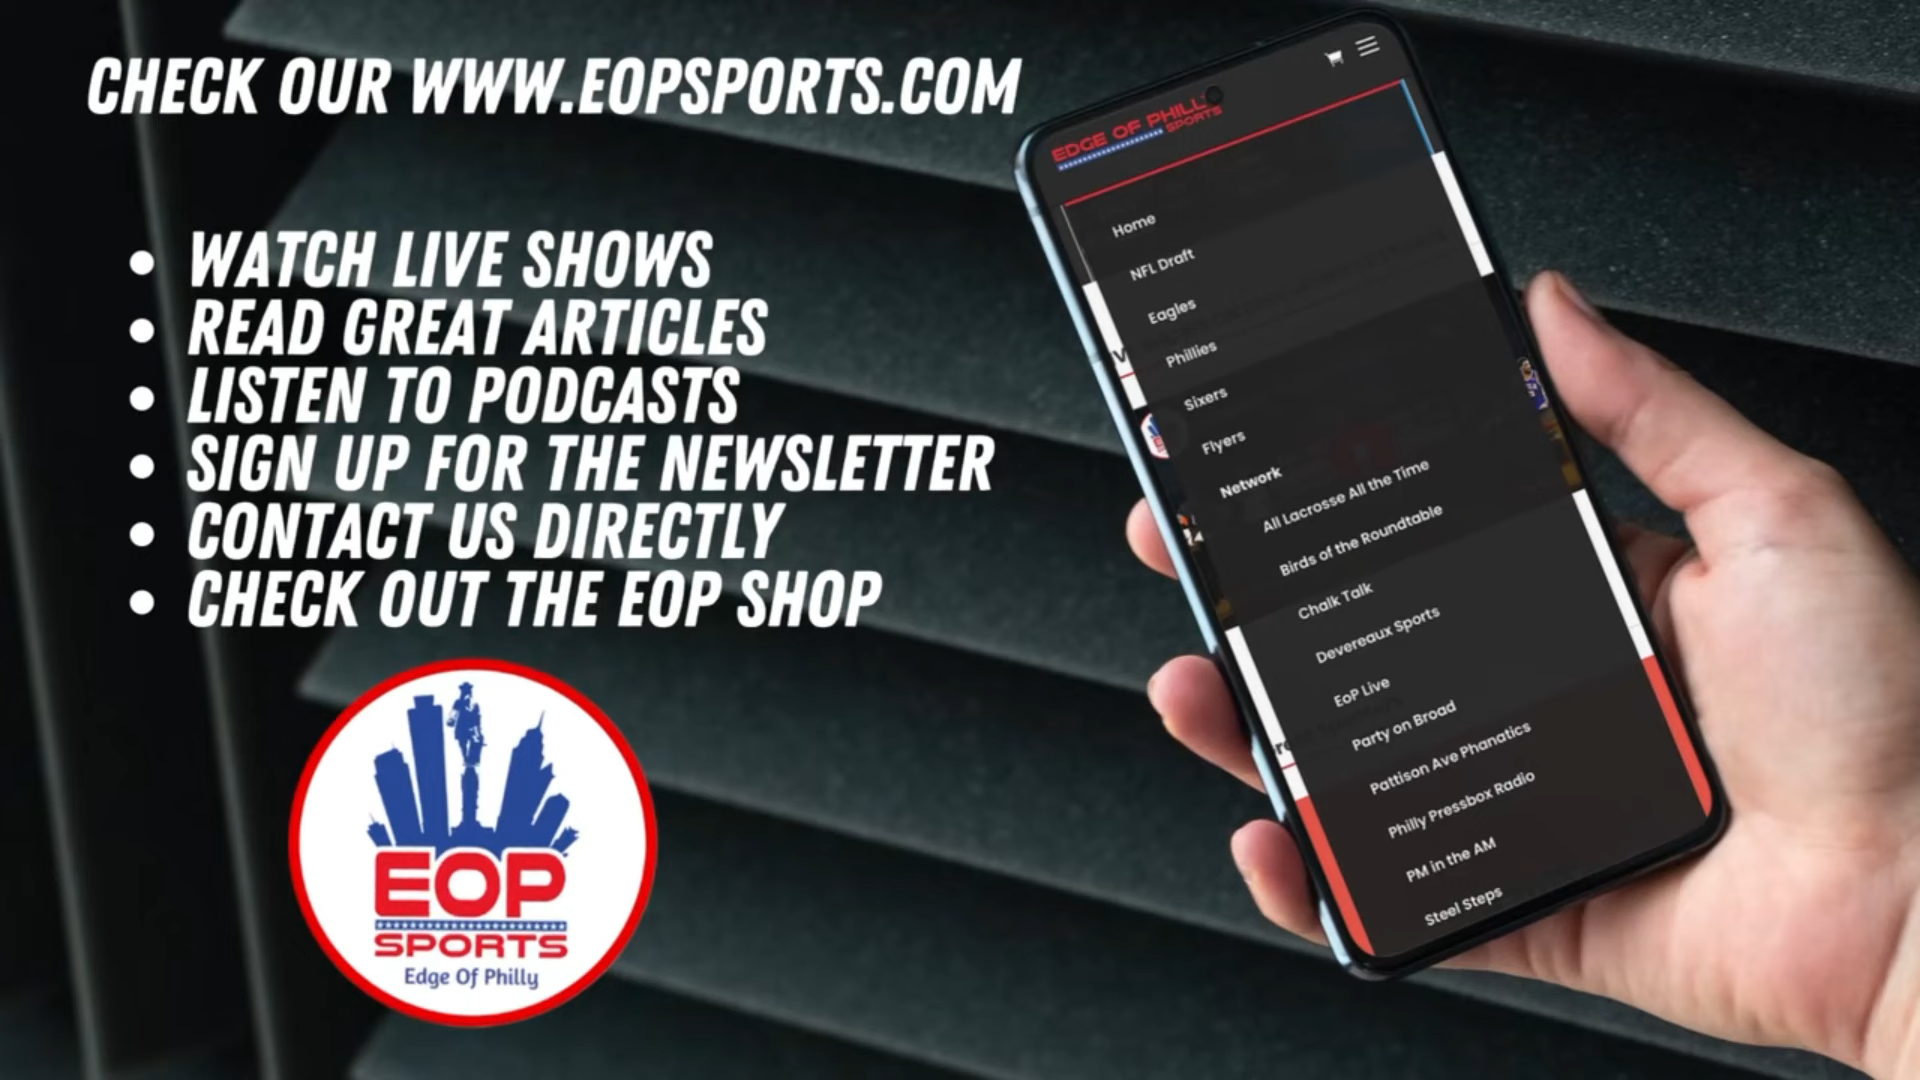 CHECK OUR WWW.EOPSPORTS.COM
• WATCH LIVE SHOWS
• READ GREAT ARTICLES
• LISTEN TO PODCASTS
• SIGN UP FOR THE NEWSLETTER
• CONTACT US DIRECTLY
• CHECK OUT THE EOP SHOP
EOP
SPORTS
Edge Of Philly
EDGE OF PHILLY
SPORTS
Home
NFL Draft
Eagles
Phillies
Sixers
Flyers
Network
All Lacrosse All the Time
Birds of the Roundtable
Chalk Talk
Devereaux Sports
EoP Live
Party on Broad
Pattison Ave Phanatics
Philly Pressbox Radio
PM in the AM
Steel Steps